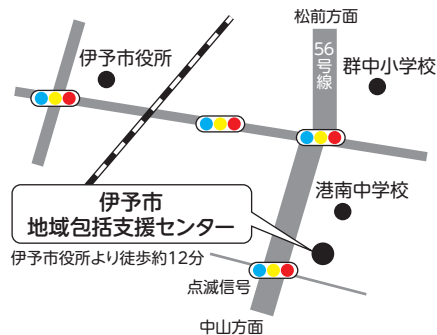 松前方面
56号線
伊予市役所
群中小学校
港南中学校
伊予市
地域包括支援センター
伊予市役所より徒歩約12分
点滅信号
中山方面